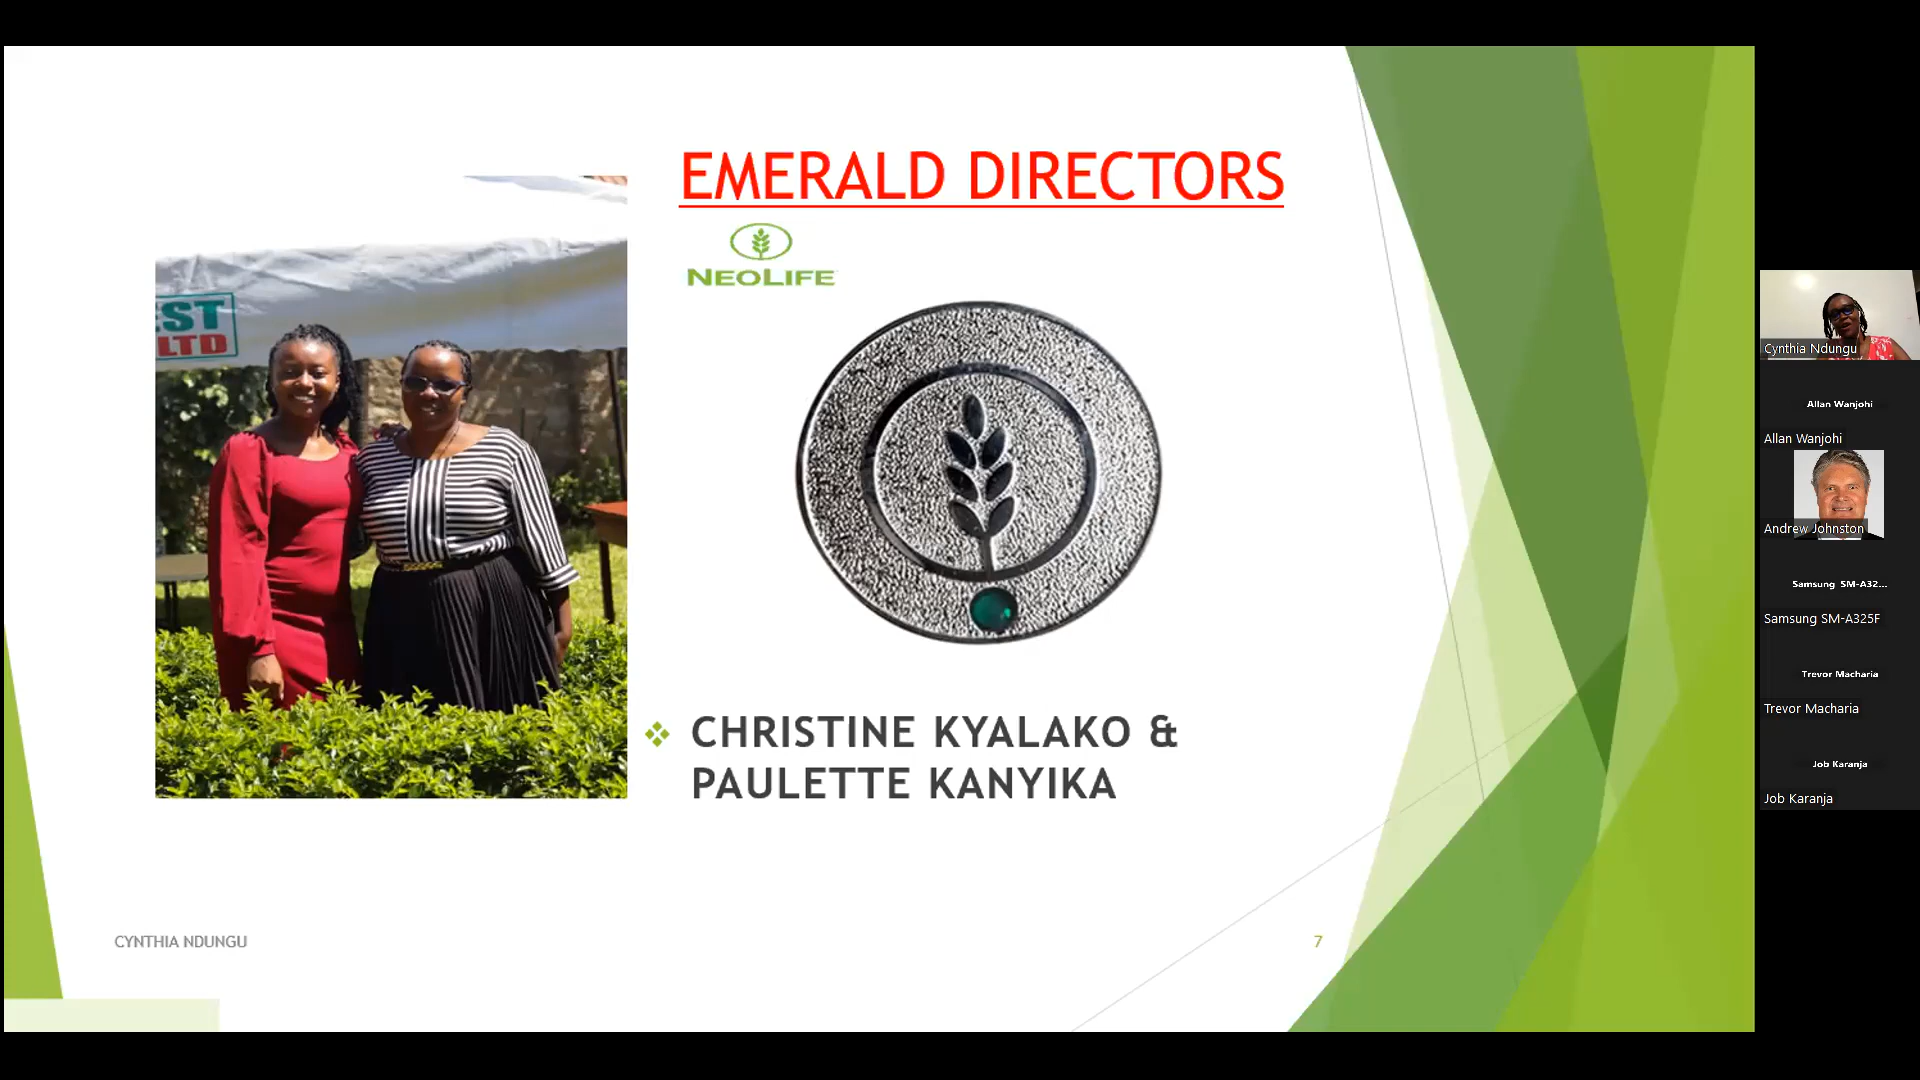 EMERALD DIRECTORS
NEOLIFE
EST
LTD
❖ CHRISTINE KYALAKO &
PAULETTE KANYIKA
CYNTHIA NDUNGU
7
Cynthia Ndungu
Allan Wanjohi
Allan Wanjohi
Andrew Johnston
Samsung SM-A32...
Samsung SM-A325F
Trevor Macharia
Trevor Macharia
Job Karanja
Job Karanja